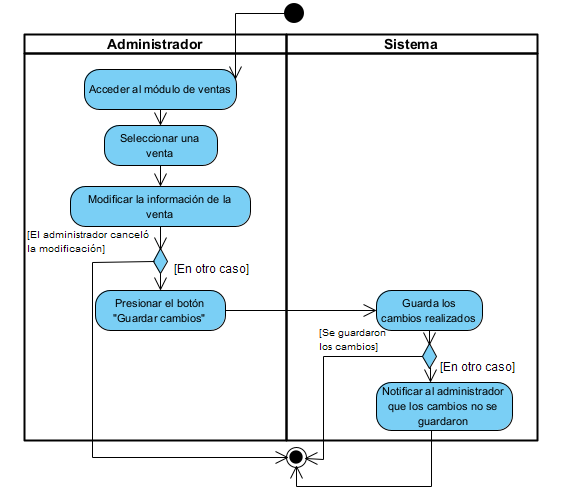 Administrador
Sistema
Acceder al módulo de ventas
Seleccionar una
venta
Modificar la información de la
venta
[El administrador canceló
la modificación]
[En otro caso]
Presionar el botón
"Guardar cambios"
Guarda los
cambios realizados
[Se guardaron
los cambios]
[En otro caso]
Notificar al administrador
que los cambios no se
guardaron